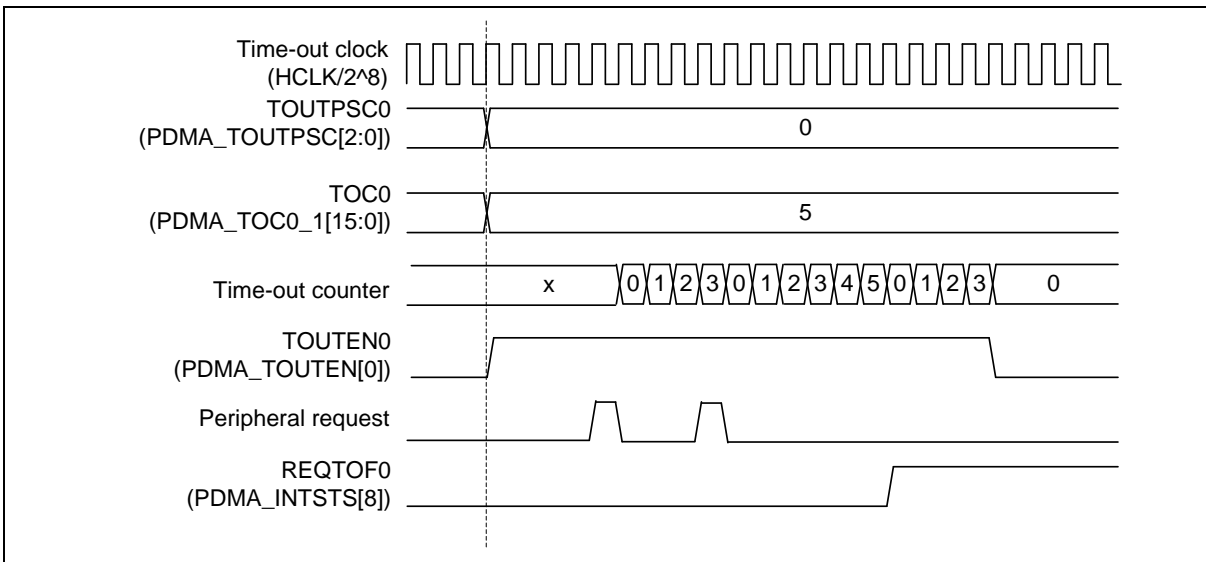 Time-out clock
(HCLK/2^8)
TOUTPSC0
(PDMA_TOUTPSC[2:0])
0
TOC0
(PDMA_TOC0_1[15:0])
5
Time-out counter
x 0 1 2 3 0 1 2 3 4 5 0 1 2 3 0
TOUTEN0
(PDMA_TOUTEN[0])
Peripheral request
REQTOF0
(PDMA_INTSTS[8])